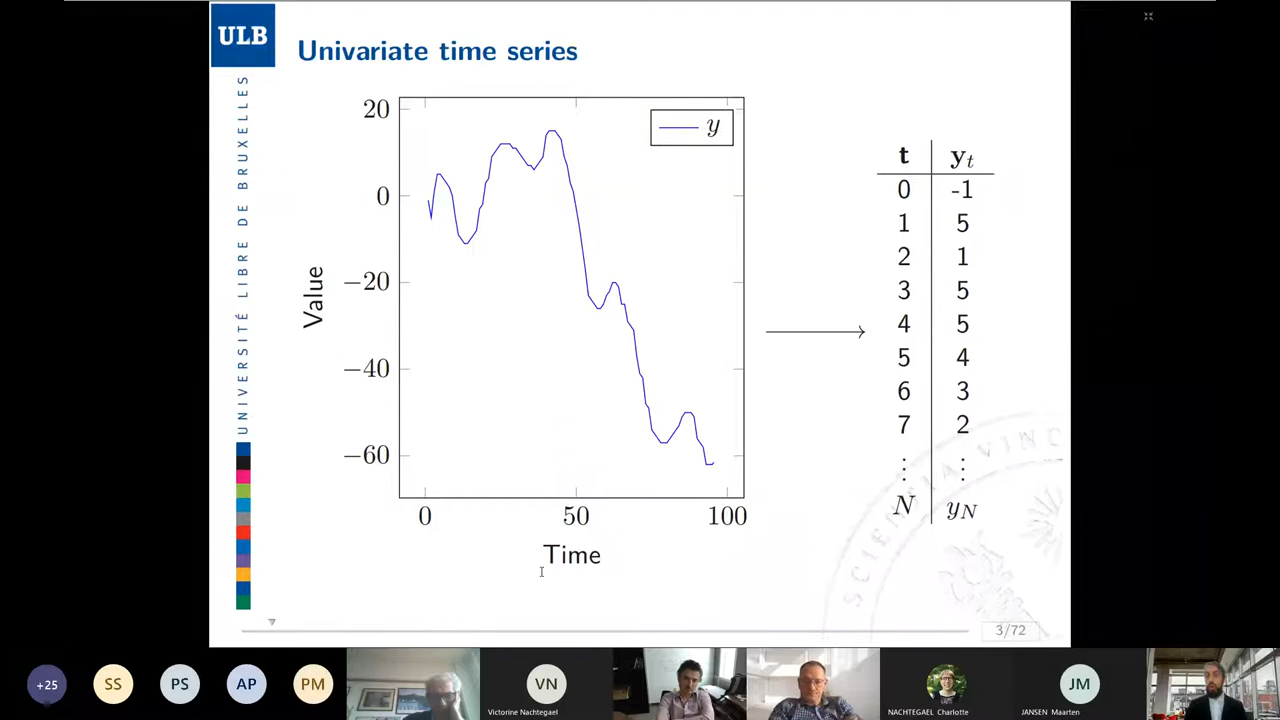 ULB
UNIVERSITÉ LIBRE DE BRUXELLES
Univariate time series
20
0
−20
−40
−60
Value
y
0 50 100
Time
t y_t
0 -1
1 5
2 1
3 5
4 5
5 4
6 3
7 2
⋮ ⋮
N y_N
SCIENTIA VINC
3/72
+25
SS
PS
AP
PM
VN
Victorine Nachtegael
NACHTEGAEL Charlotte
JM
JANSEN Maarten